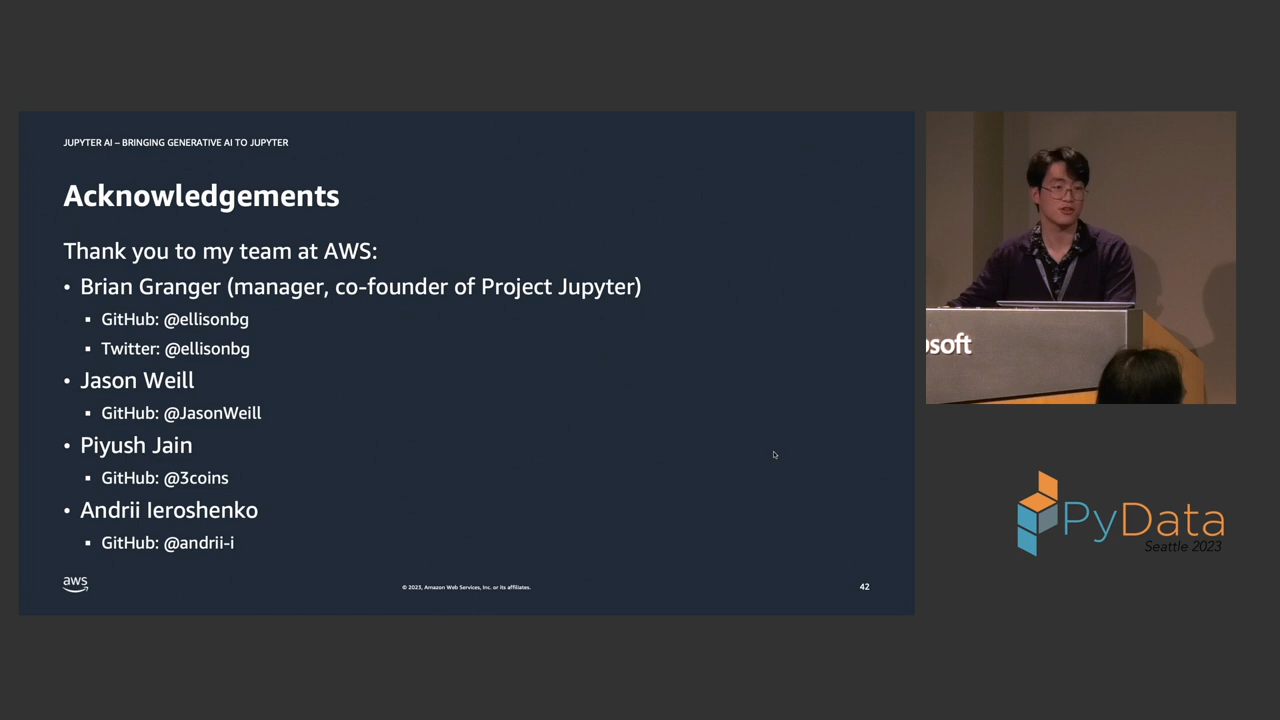 JUPYTER AI – BRINGING GENERATIVE AI TO JUPYTER
Acknowledgements
Thank you to my team at AWS:
• Brian Granger (manager, co-founder of Project Jupyter)
▪ GitHub: @ellisonbg
▪ Twitter: @ellisonbg
• Jason Weill
▪ GitHub: @JasonWeill
• Piyush Jain
▪ GitHub: @3coins
• Andrii Ieroshenko
▪ GitHub: @andrii-i
aws
© 2023, Amazon Web Services, Inc. or its affiliates.
42
osoft
PyData
Seattle 2023